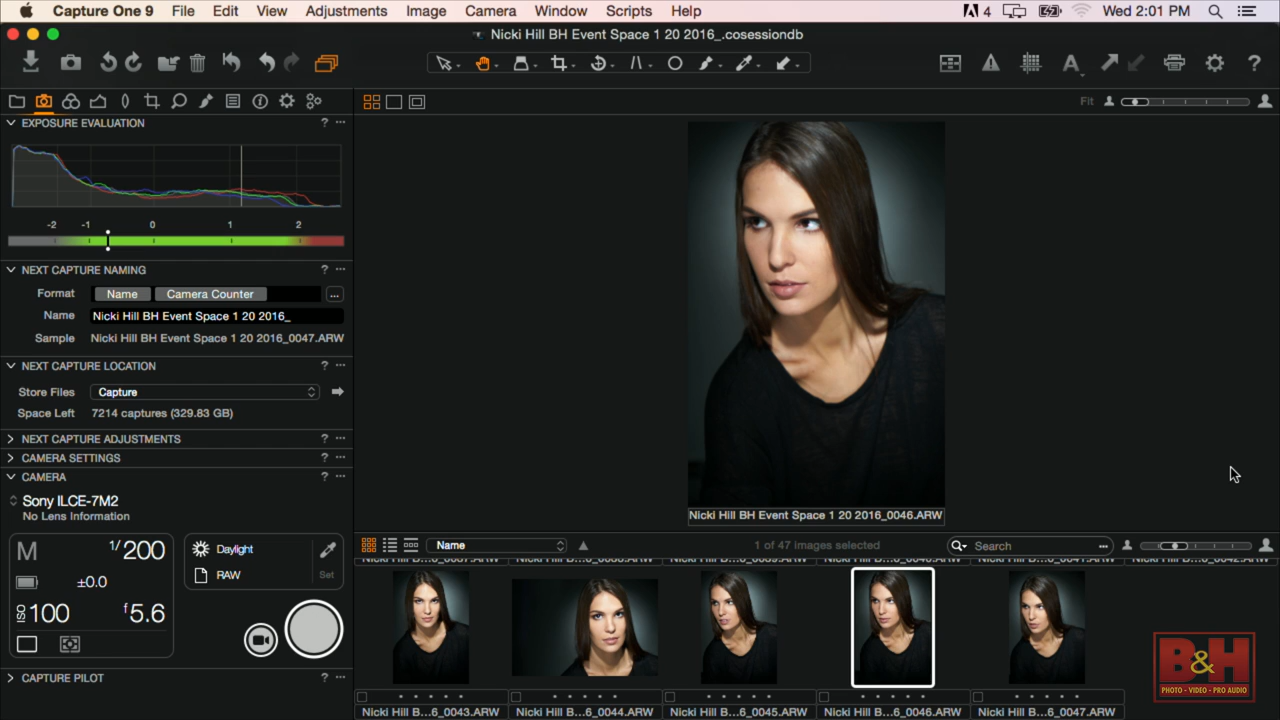 Capture One 9 File Edit View Adjustments Image Camera Window Scripts Help 4 Wed 2:01 PM
Nicki Hill BH Event Space 1 20 2016_.cosessiondb
Fit
EXPOSURE EVALUATION ? ...
-2 -1 0 1 2
NEXT CAPTURE NAMING ? ...
Format Name Camera Counter ...
Name Nicki Hill BH Event Space 1 20 2016_
Sample Nicki Hill BH Event Space 1 20 2016_0047.ARW
NEXT CAPTURE LOCATION ? ...
Store Files Capture
Space Left 7214 captures (329.83 GB)
NEXT CAPTURE ADJUSTMENTS ? ...
CAMERA SETTINGS ? ...
CAMERA ? ...
Sony ILCE-7M2
No Lens Information
M 1/200
±0.0
ISO 100 f5.6
Daylight
RAW Set
CAPTURE PILOT ? ...
Nicki Hill BH Event Space 1 20 2016_0046.ARW
Name 1 of 47 images selected Search ...
Nicki Hill B...6_0043.ARW Nicki Hill B...6_0044.ARW Nicki Hill B...6_0045.ARW Nicki Hill B...6_0046.ARW Nicki Hill B...6_0047.ARW
B&H
PHOTO - VIDEO - PRO AUDIO